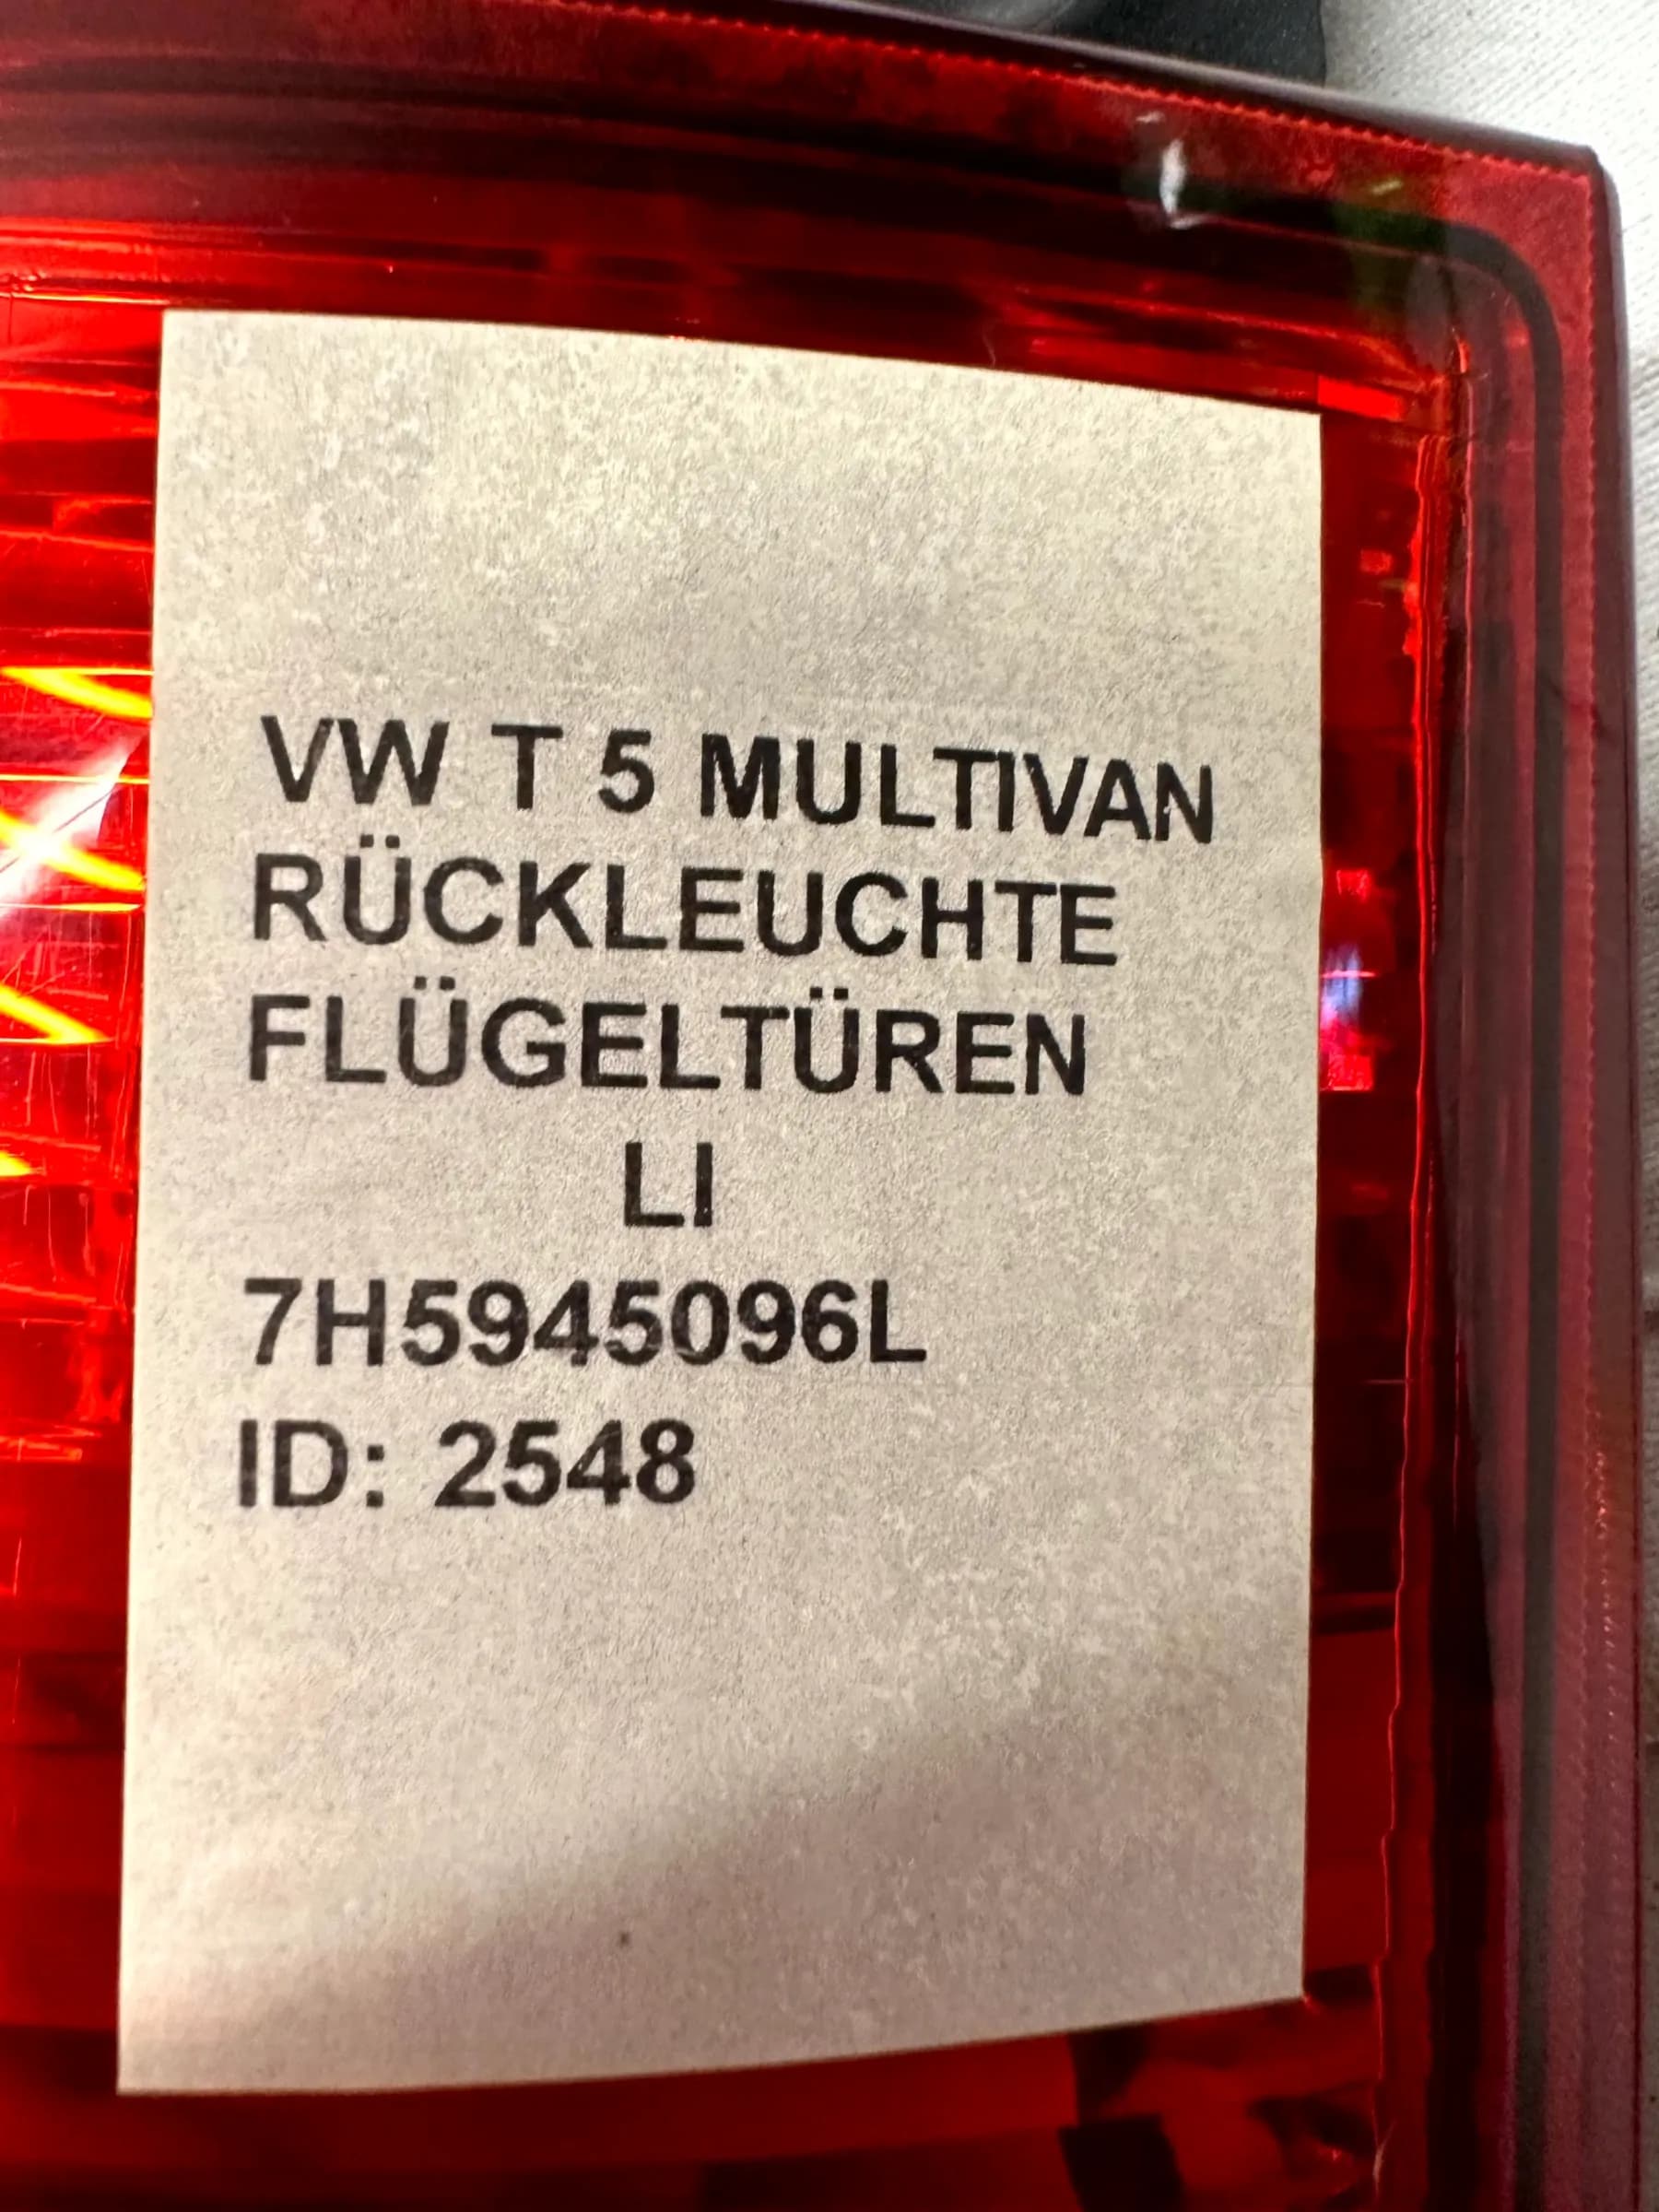 VW T 5 MULTIVAN
RÜCKLEUCHTE
FLÜGELTÜREN
LI
7H5945096L
ID: 2548